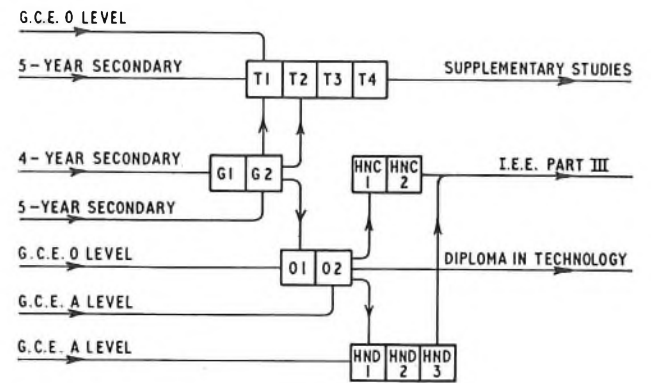 G.C.E. O LEVEL
5-YEAR SECONDARY
T1 T2 T3 T4
SUPPLEMENTARY STUDIES
4-YEAR SECONDARY
G1 G2
HNC 1 HNC 2
I.E.E. PART III
5-YEAR SECONDARY
G.C.E. O LEVEL
O1 O2
DIPLOMA IN TECHNOLOGY
G.C.E. A LEVEL
G.C.E. A LEVEL
HND 1 HND 2 HND 3